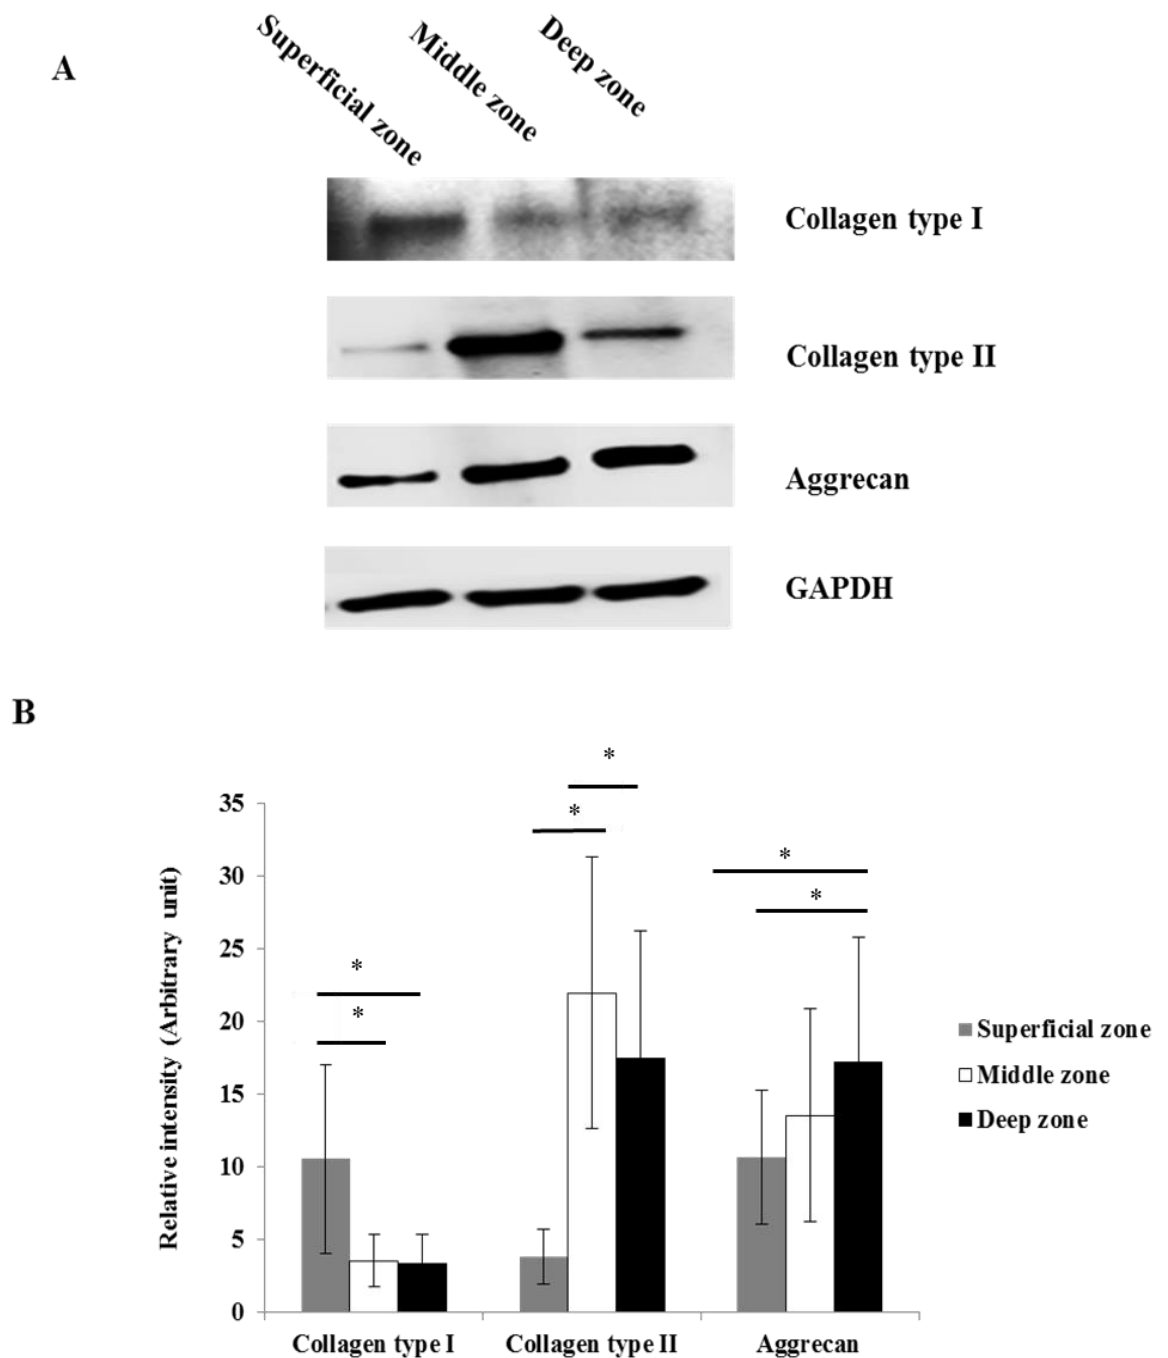 A
Superficial zone
Middle zone
Deep zone
Collagen type I
Collagen type II
Aggrecan
GAPDH
B
*
*
*
*
*
*
35
30
25
20
15
10
5
0
Relative intensity (Arbitrary unit)
Superficial zone
Middle zone
Deep zone
Collagen type I
Collagen type II
Aggrecan